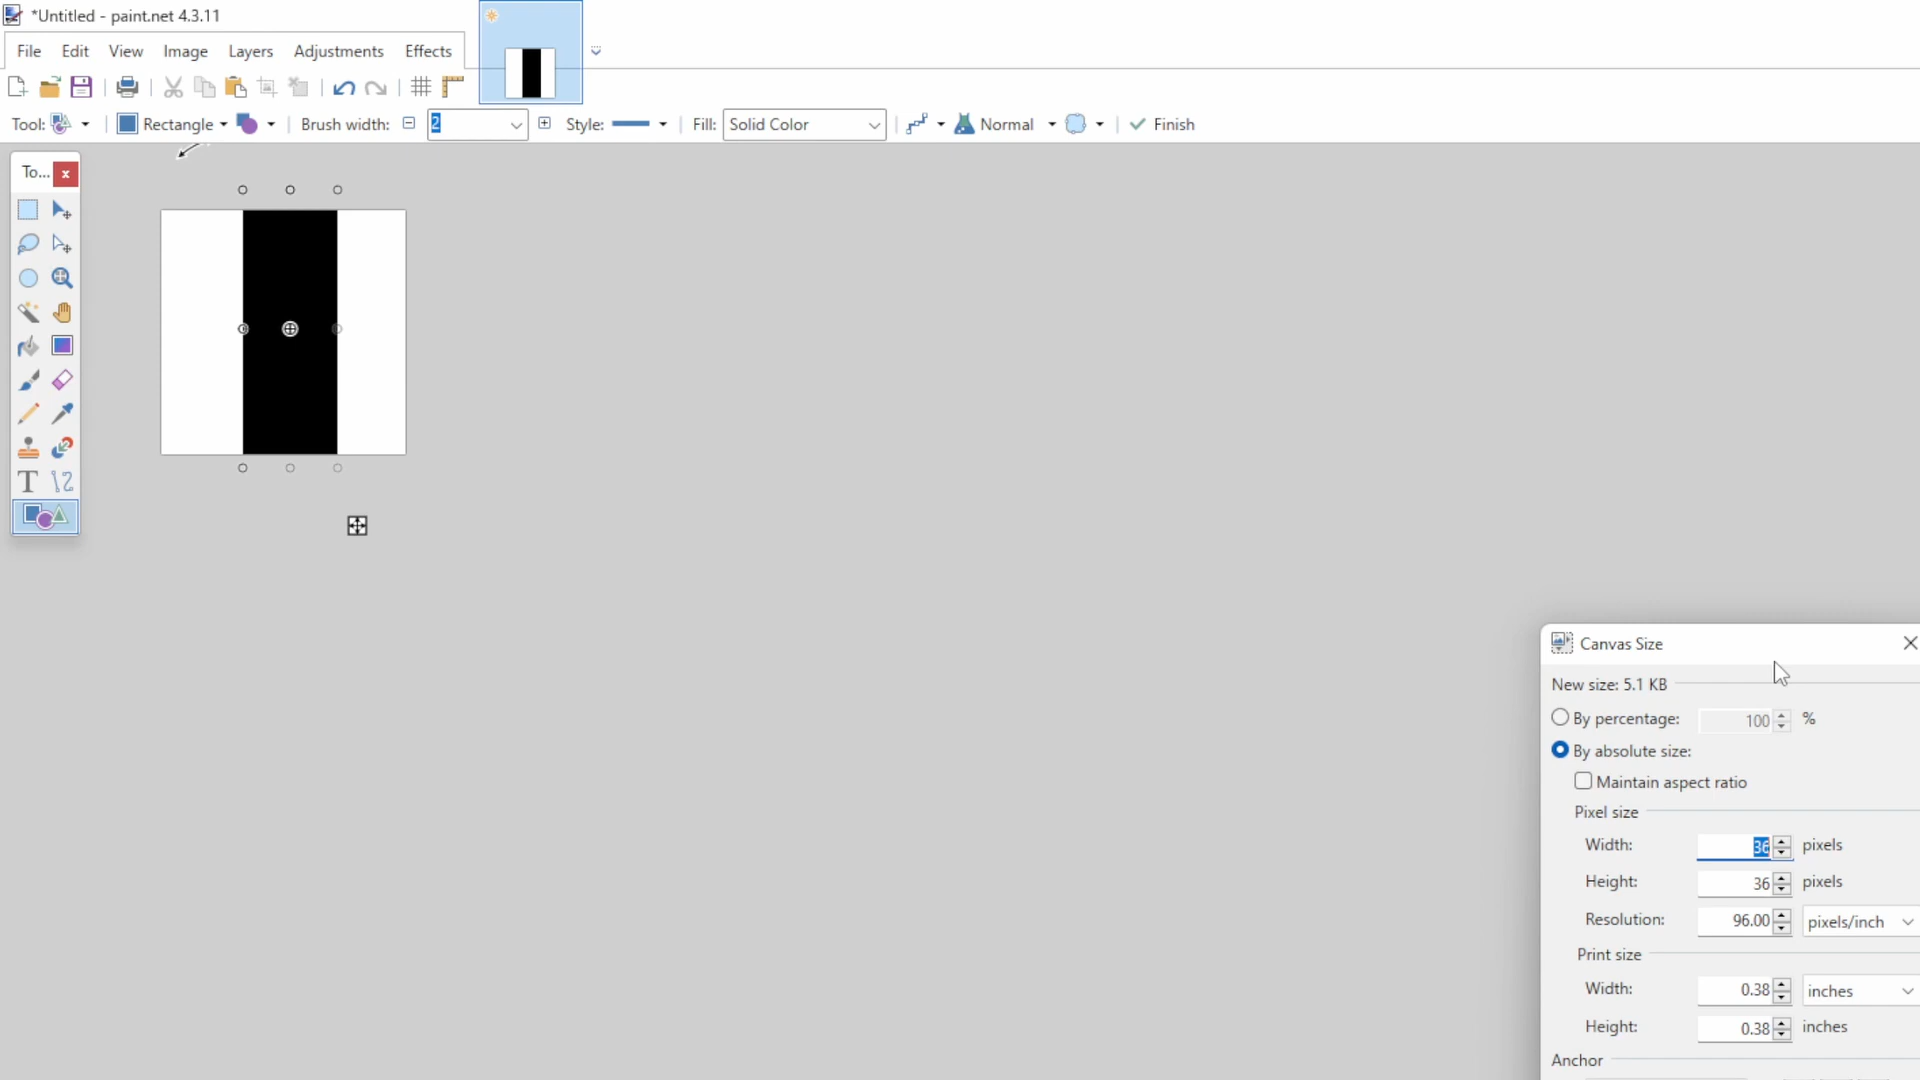 *Untitled - paint.net 4.3.11
File Edit View Image Layers Adjustments Effects
Tool: Rectangle Brush width: 2 Style: Fill: Solid Color Normal Finish
To... x
Canvas Size
New size: 5.1 KB
By percentage: 100 %
By absolute size:
Maintain aspect ratio
Pixel size
Width: 36 pixels
Height: 36 pixels
Resolution: 96.00 pixels/inch
Print size
Width: 0.38 inches
Height: 0.38 inches
Anchor